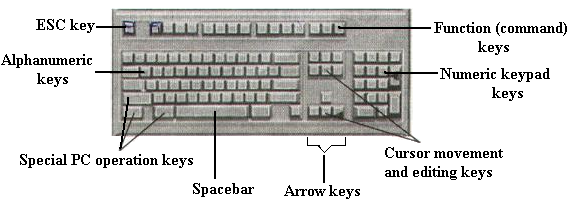 ESC key
Function (command)
keys
Alphanumeric
keys
Numeric keypad
keys
Special PC operation keys
Cursor movement
and editing keys
Spacebar
Arrow keys